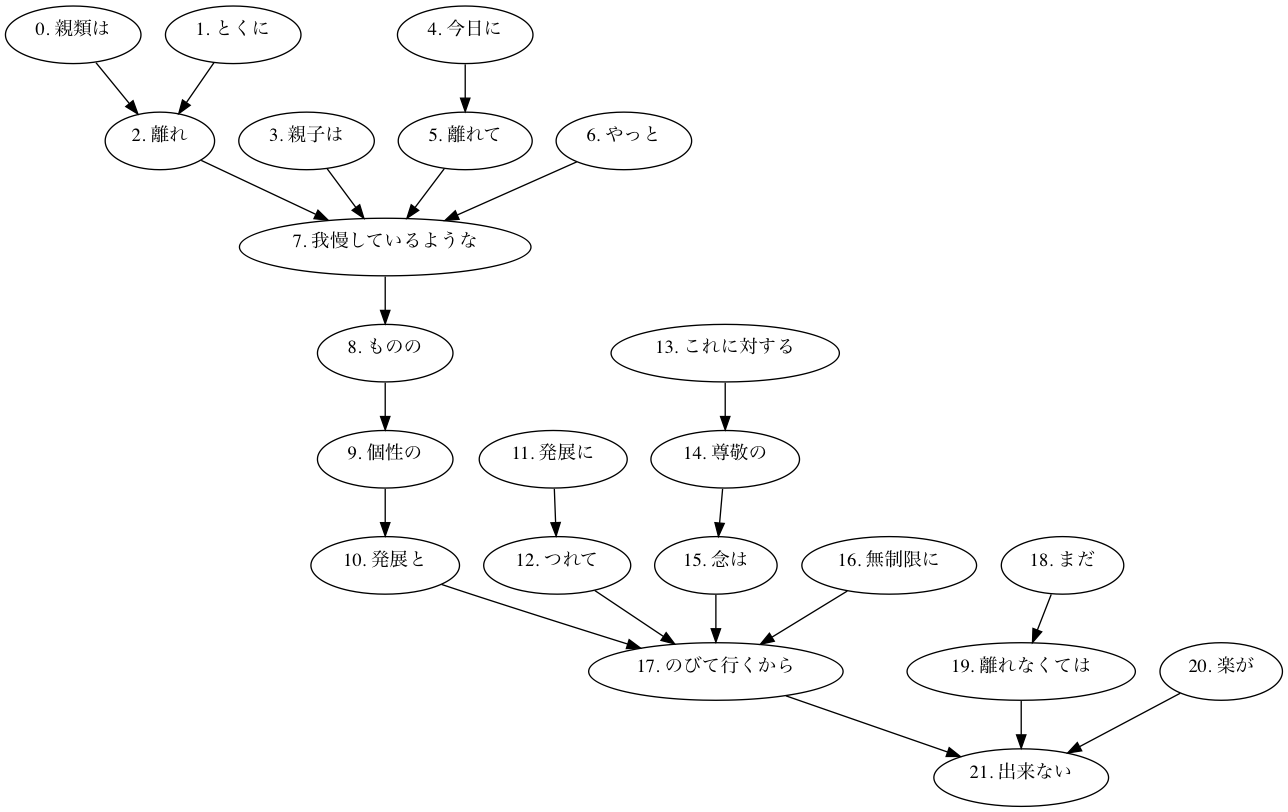 0. 親類は
1. とくに
2. 離れ
3. 親子は
4. 今日に
5. 離れて
6. やっと
7. 我慢しているような
8. ものの
9. 個性の
10. 発展と
11. 発展に
12. つれて
13. これに対する
14. 尊敬の
15. 念は
16. 無制限に
17. のびて行くから
18. まだ
19. 離れなくては
20. 楽が
21. 出来ない